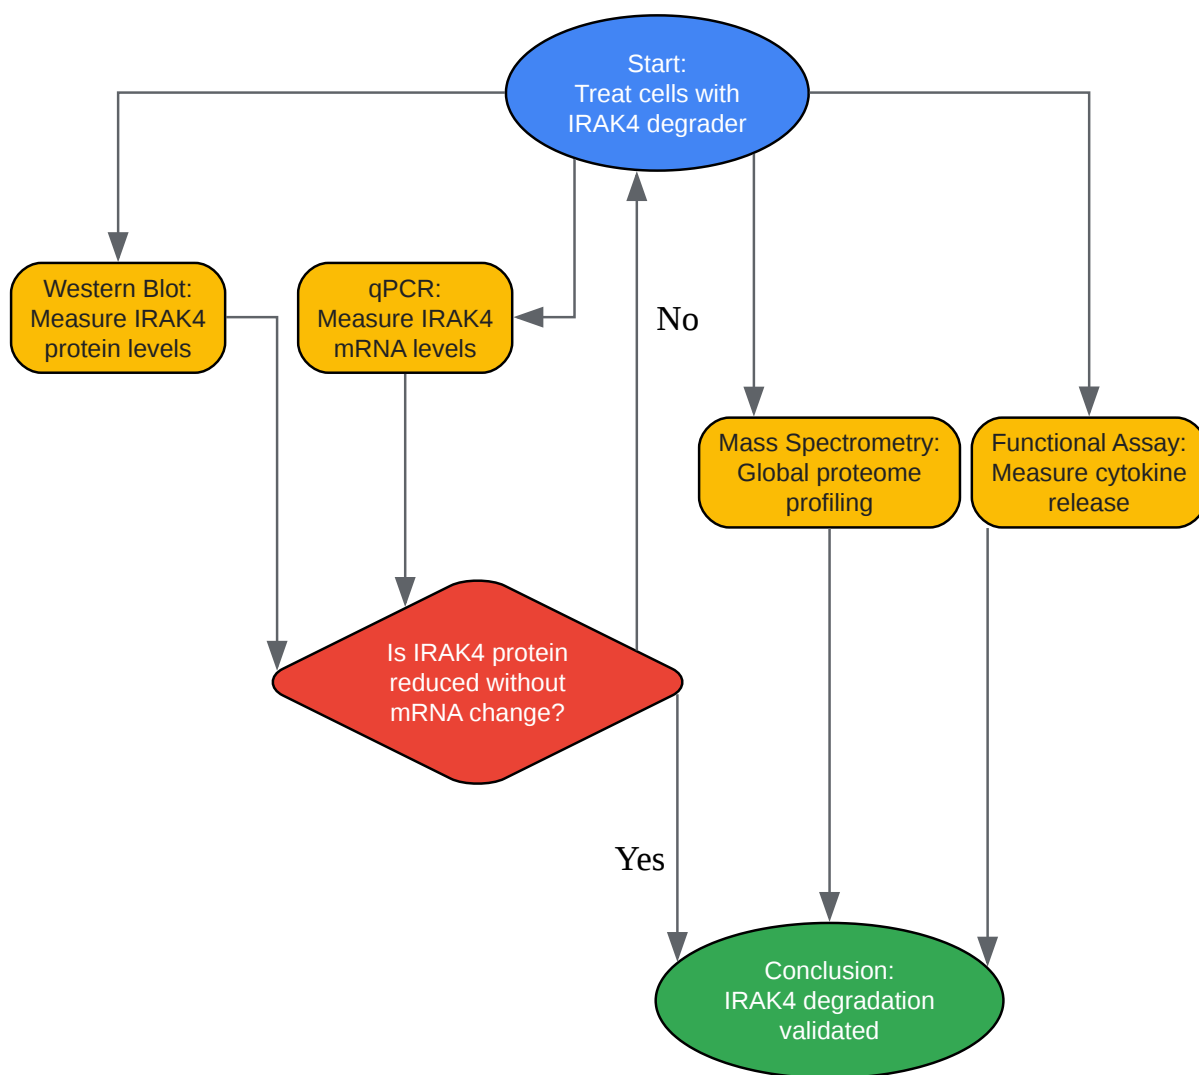 Start:
Treat cells with
IRAK4 degrader
Western Blot:
Measure IRAK4
protein levels
qPCR:
Measure IRAK4
mRNA levels
No
Mass Spectrometry:
Global proteome
profiling
Functional Assay:
Measure cytokine
release
Is IRAK4 protein
reduced without
mRNA change?
Yes
Conclusion:
IRAK4 degradation
validated